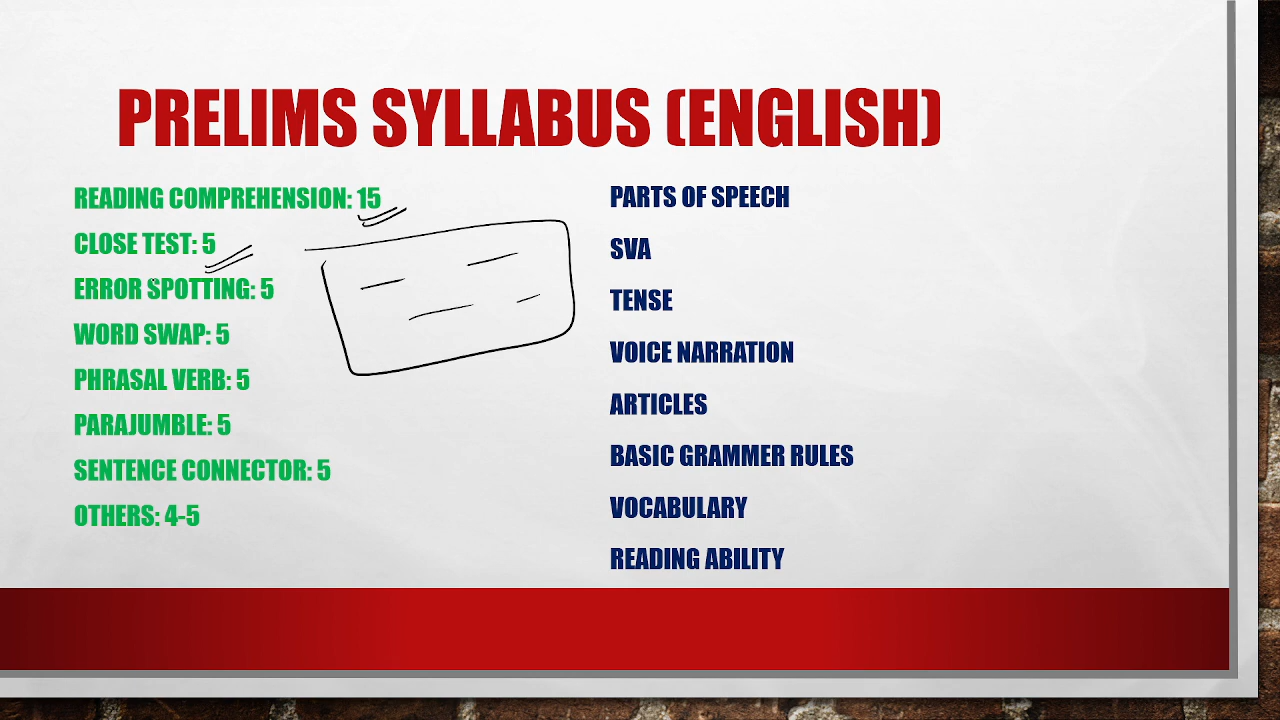 PRELIMS SYLLABUS (ENGLISH)
READING COMPREHENSION: 15
CLOSE TEST: 5
ERROR SPOTTING: 5
WORD SWAP: 5
PHRASAL VERB: 5
PARAJUMBLE: 5
SENTENCE CONNECTOR: 5
OTHERS: 4-5
PARTS OF SPEECH
SVA
TENSE
VOICE NARRATION
ARTICLES
BASIC GRAMMER RULES
VOCABULARY
READING ABILITY